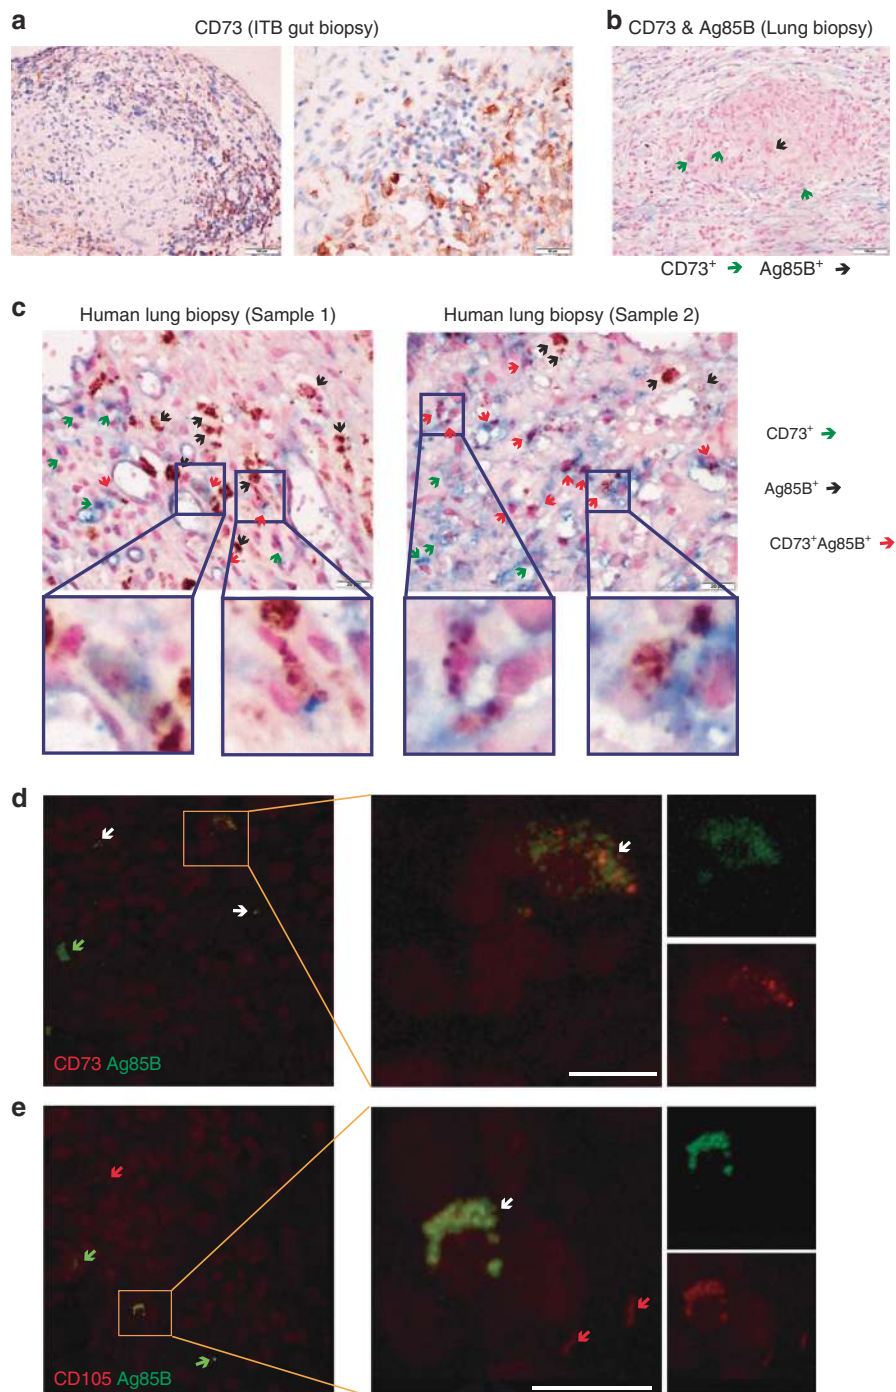 a
CD73 (ITB gut biopsy)
b
CD73 & Ag85B (Lung biopsy)
CD73⁺ Ag85B⁺
c
Human lung biopsy (Sample 1)
Human lung biopsy (Sample 2)
CD73⁺
Ag85B⁺
CD73⁺Ag85B⁺
d
CD73 Ag85B
e
CD105 Ag85B